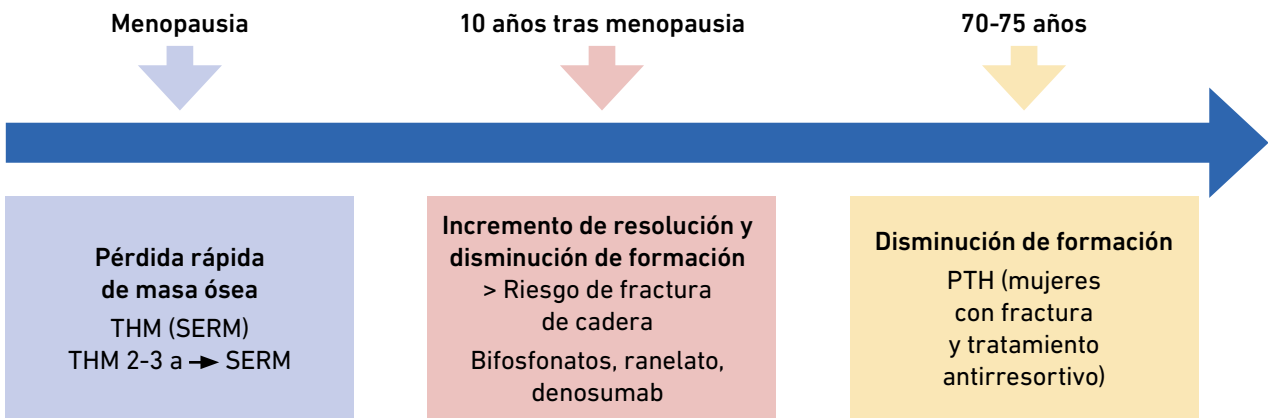 Menopausia
10 años tras menopausia
70-75 años
Pérdida rápida
de masa ósea
THM (SERM)
THM 2-3 a → SERM
Incremento de resolución y
disminución de formación
> Riesgo de fractura
de cadera
Bifosfonatos, ranelato,
denosumab
Disminución de formación
PTH (mujeres
con fractura
y tratamiento
antirresortivo)